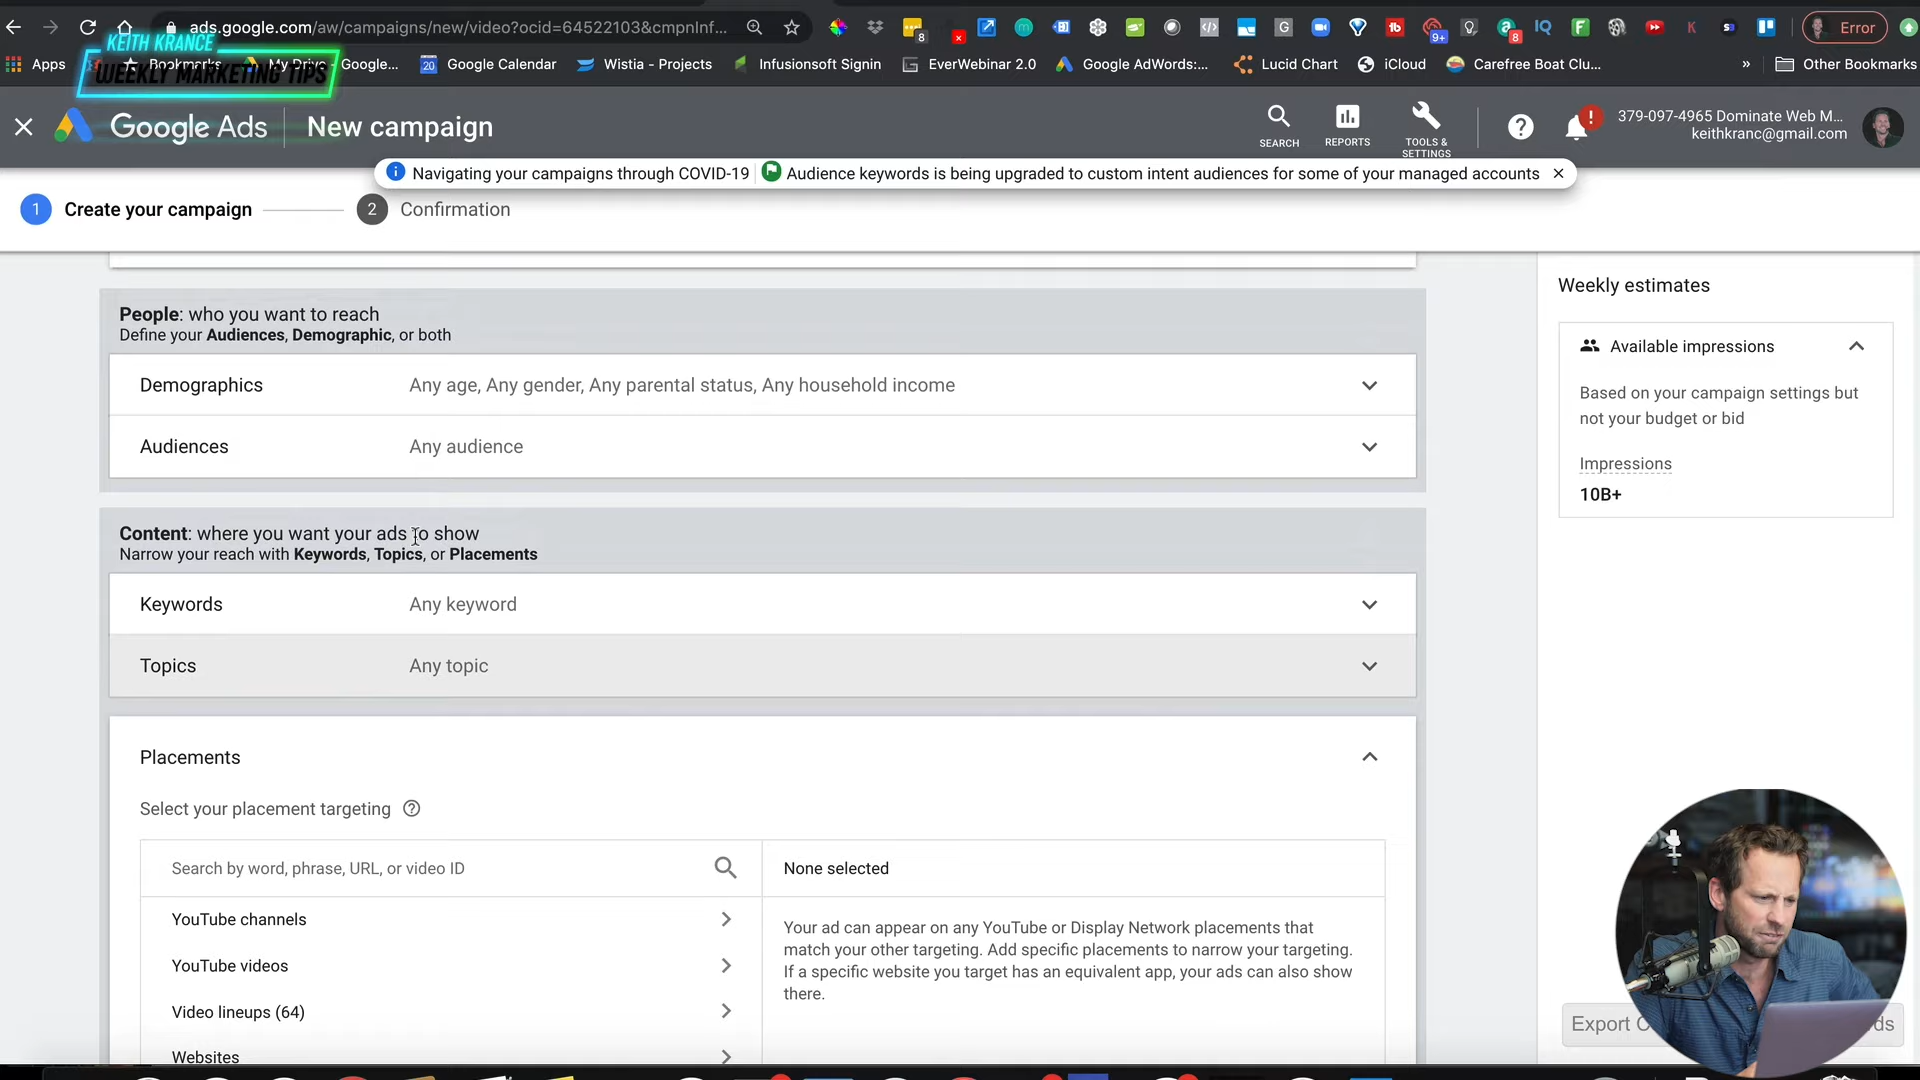 ads.google.com/aw/campaigns/new/video?ocid=64522103&cmpnInf...
8
9+
8
Error
KEITH KRANCE
WEEKLY MARKETING TIPS
Apps
Bookmarks
My Drive - Google...
20
Google Calendar
Wistia - Projects
Infusionsoft Signin
EverWebinar 2.0
Google AdWords:...
Lucid Chart
iCloud
Carefree Boat Clu...
»
Other Bookmarks
Google Ads
New campaign
SEARCH
REPORTS
TOOLS &
SETTINGS
379-097-4965 Dominate Web M...
keithkranc@gmail.com
Navigating your campaigns through COVID-19
Audience keywords is being upgraded to custom intent audiences for some of your managed accounts
1
Create your campaign
2
Confirmation
People: who you want to reach
Define your Audiences, Demographic, or both
Demographics
Any age, Any gender, Any parental status, Any household income
Audiences
Any audience
Content: where you want your ads to show
Narrow your reach with Keywords, Topics, or Placements
Keywords
Any keyword
Topics
Any topic
Placements
Select your placement targeting
Search by word, phrase, URL, or video ID
None selected
YouTube channels
YouTube videos
Video lineups (64)
Websites
Your ad can appear on any YouTube or Display Network placements that
match your other targeting. Add specific placements to narrow your targeting.
If a specific website you target has an equivalent app, your ads can also show
there.
Weekly estimates
Available impressions
Based on your campaign settings but
not your budget or bid
Impressions
10B+
Export